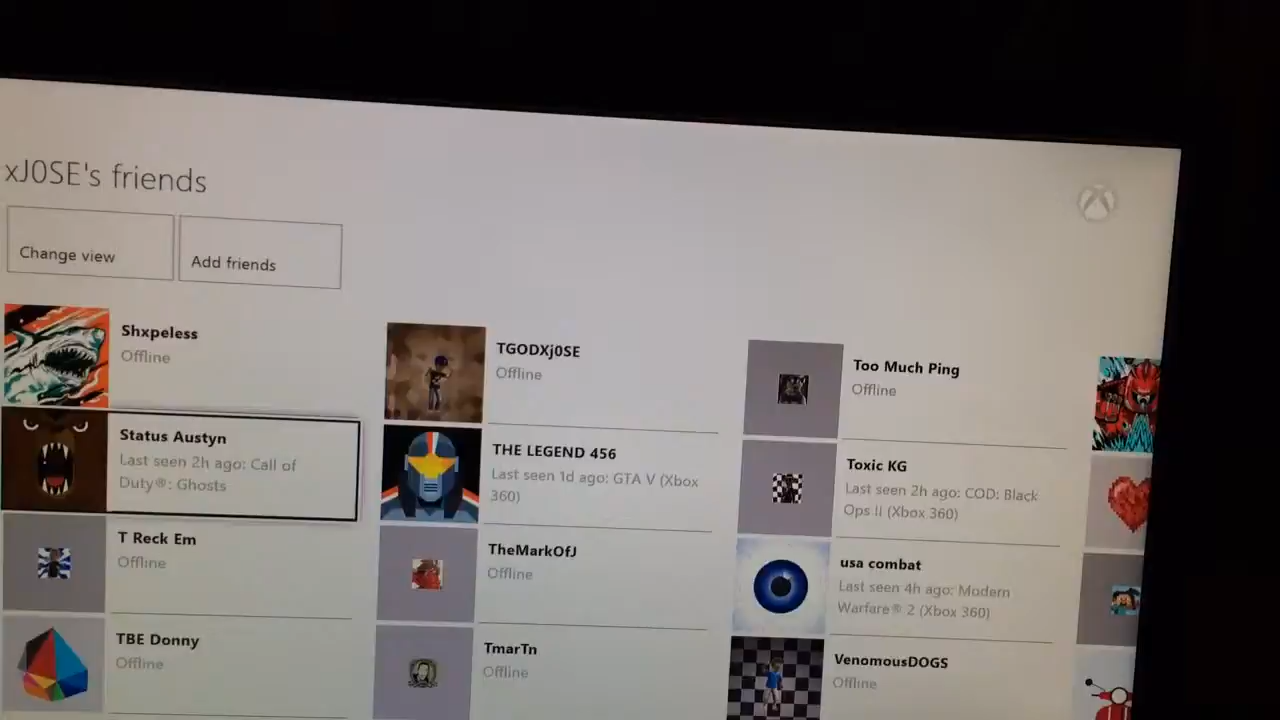 xJ0SE's friends
Change view
Add friends
Shxpeless
Offline
Status Austyn
Last seen 2h ago: Call of
Duty®: Ghosts
T Reck Em
Offline
TBE Donny
Offline
TGODXj0SE
Offline
THE LEGEND 456
Last seen 1d ago: GTA V (Xbox
360)
TheMarkOfJ
Offline
TmarTn
Offline
Too Much Ping
Offline
Toxic KG
Last seen 2h ago: COD: Black
Ops II (Xbox 360)
usa combat
Last seen 4h ago: Modern
Warfare® 2 (Xbox 360)
VenomousDOGS
Offline